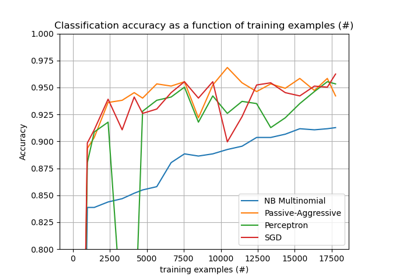 Classification accuracy as a function of training examples (#)
1.000
0.975
0.950
0.925
0.900
0.875
0.850
0.825
0.800
Accuracy
0
2500
5000
7500
10000
12500
15000
17500
training examples (#)
NB Multinomial
Passive-Aggressive
Perceptron
SGD